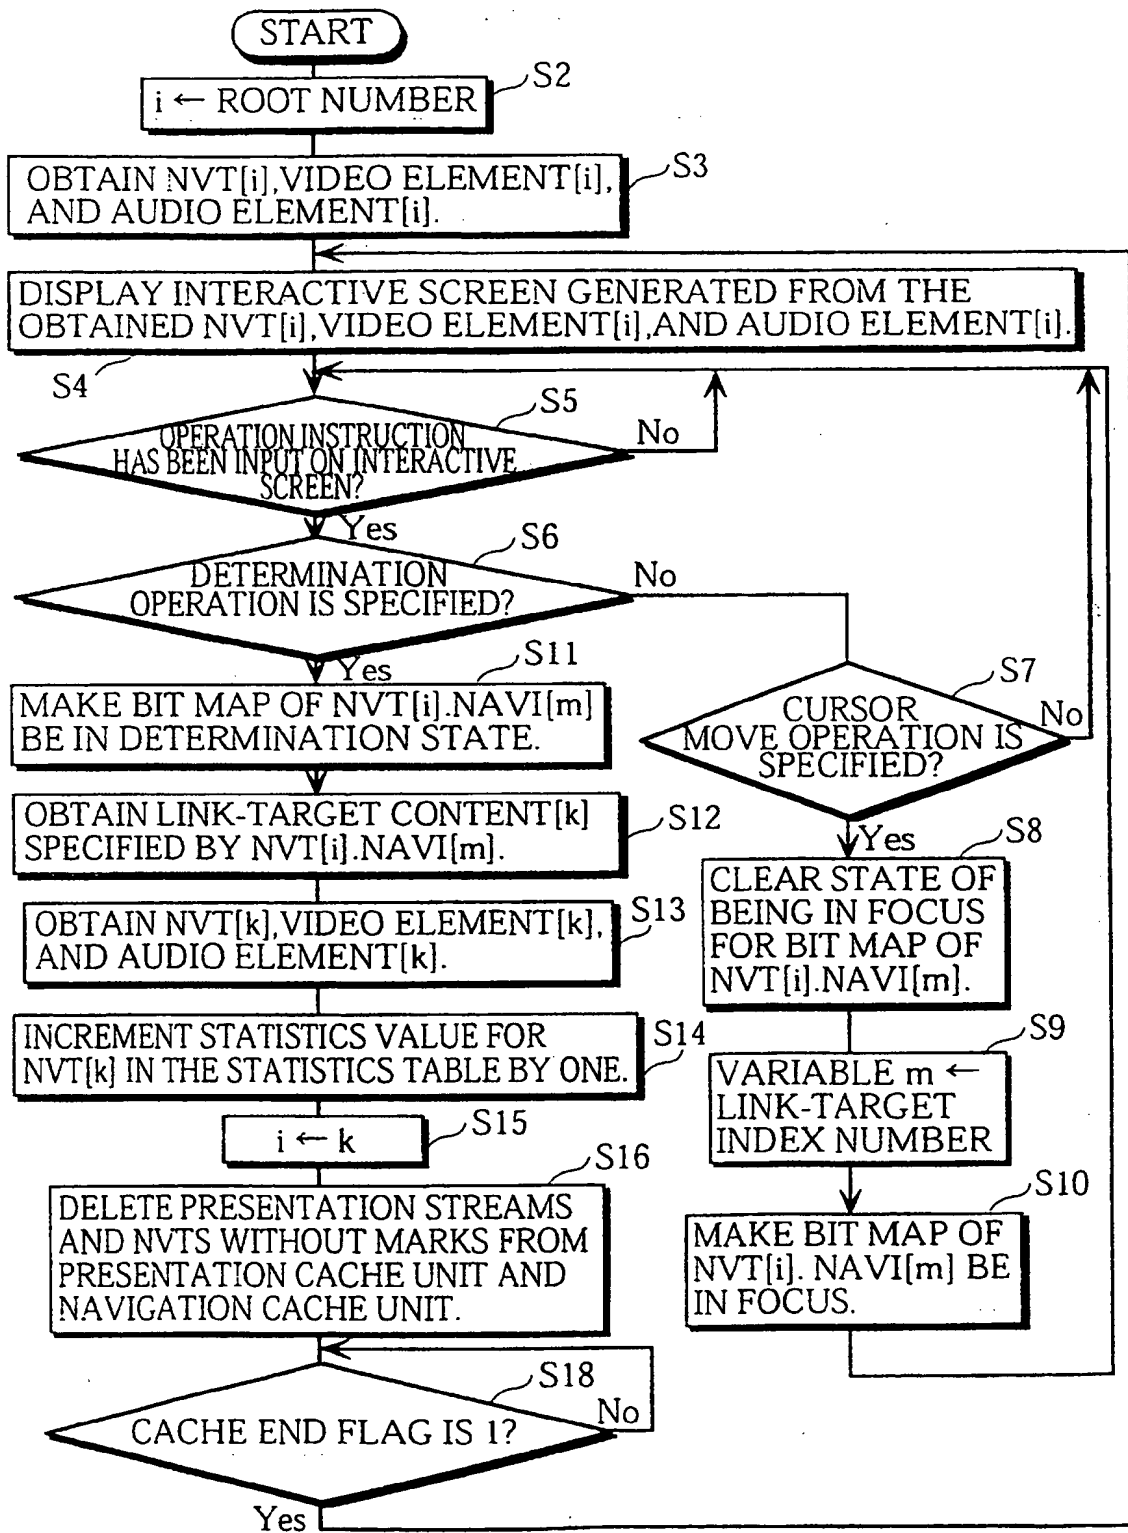 START
S2
i ← ROOT NUMBER
S3
OBTAIN NVT[i],VIDEO ELEMENT[i],
AND AUDIO ELEMENT[i].
DISPLAY INTERACTIVE SCREEN GENERATED FROM THE
OBTAINED NVT[i],VIDEO ELEMENT[i],AND AUDIO ELEMENT[i].
S4
S5
OPERATION INSTRUCTION
HAS BEEN INPUT ON INTERACTIVE
SCREEN?
No
Yes
S6
DETERMINATION
OPERATION IS SPECIFIED?
No
Yes
S11
MAKE BIT MAP OF NVT[i].NAVI[m]
BE IN DETERMINATION STATE.
S7
CURSOR
MOVE OPERATION IS
SPECIFIED?
No
Yes
S12
OBTAIN LINK-TARGET CONTENT[k]
SPECIFIED BY NVT[i].NAVI[m].
S8
CLEAR STATE OF
BEING IN FOCUS
FOR BIT MAP OF
NVT[i].NAVI[m].
S13
OBTAIN NVT[k],VIDEO ELEMENT[k],
AND AUDIO ELEMENT[k].
S14
INCREMENT STATISTICS VALUE FOR
NVT[k] IN THE STATISTICS TABLE BY ONE.
S9
VARIABLE m ←
LINK-TARGET
INDEX NUMBER
S15
i ← k
S16
DELETE PRESENTATION STREAMS
AND NVTS WITHOUT MARKS FROM
PRESENTATION CACHE UNIT AND
NAVIGATION CACHE UNIT.
S10
MAKE BIT MAP OF
NVT[i]. NAVI[m] BE
IN FOCUS.
S18
CACHE END FLAG IS 1?
No
Yes